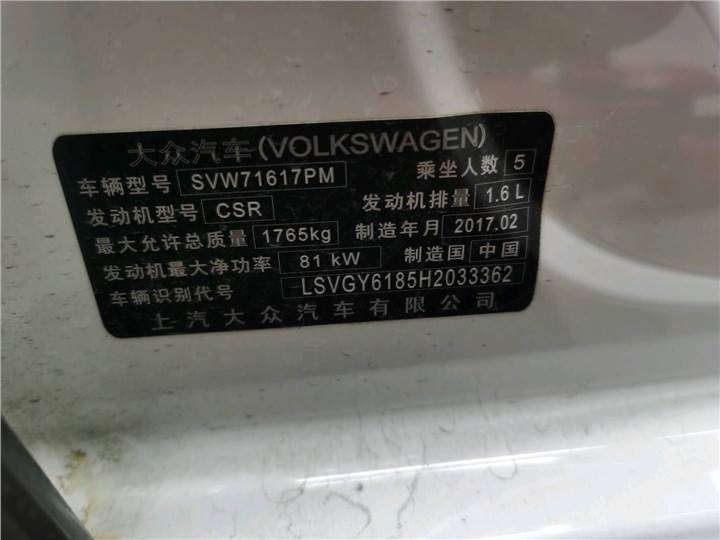 大众汽车(VOLKSWAGEN)
车辆型号 SVW71617PM 乘坐人数 5
发动机型号 CSR 发动机排量 1.6 L
最大允许总质量 1765kg 制造年月 2017.02
发动机最大净功率 81 kW 制造国 中国
车辆识别代号 LSVGY6185H2033362
上汽大众汽车有限公司